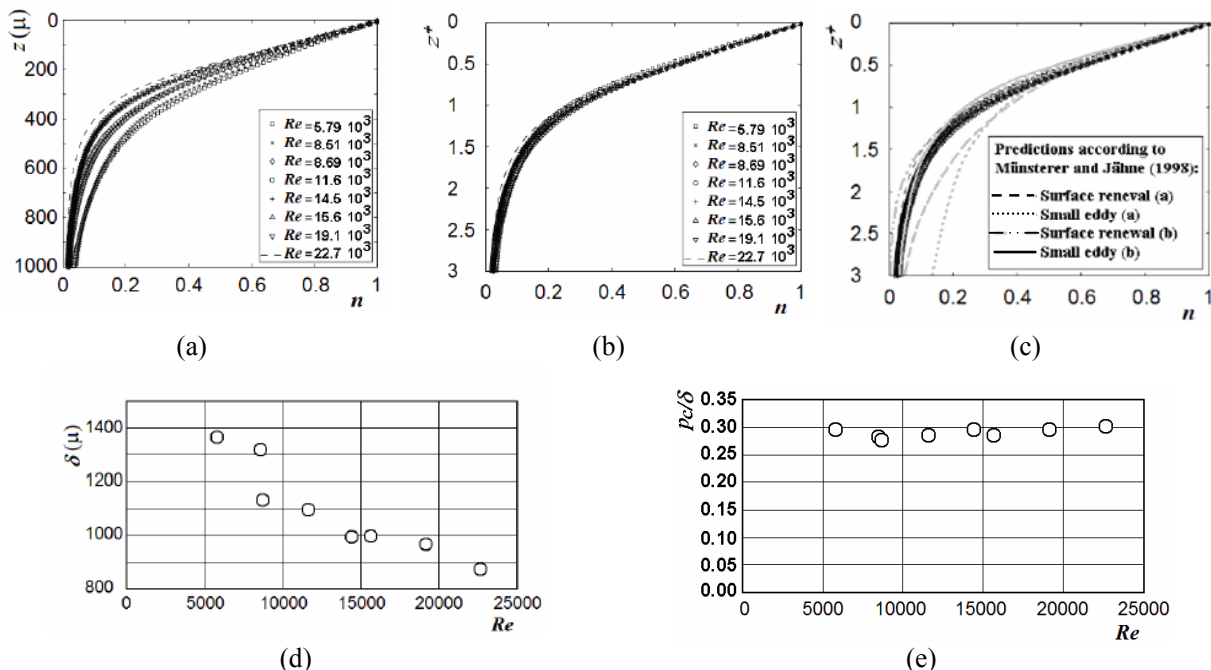 0
200
400
600
800
1000
z (μ)
0
0.2
0.4
0.6
0.8
1
n
Re=5.79 10³
Re=8.51 10³
Re=8.69 10³
Re=11.6 10³
Re=14.5 10³
Re=15.6 10³
Re=19.1 10³
Re=22.7 10³
(a)
0
0.5
1
1.5
2
2.5
3
z⁺
0
0.2
0.4
0.6
0.8
1
n
Re=5.79 10³
Re=8.51 10³
Re=8.69 10³
Re=11.6 10³
Re=14.5 10³
Re=15.6 10³
Re=19.1 10³
Re=22.7 10³
(b)
0
0.5
1
1.5
2
2.5
3
z⁺
0
0.2
0.4
0.6
0.8
1
n
Predictions according to
Münsterer and Jähne (1998):
Surface reneval (a)
Small eddy (a)
Surface renewal (b)
Small eddy (b)
(c)
1400
1200
1000
800
δ (μ)
0
5000
10000
15000
20000
25000
Re
(d)
0.35
0.30
0.25
0.20
0.15
0.10
0.05
0.00
pc/δ
0
5000
10000
15000
20000
25000
Re
(e)